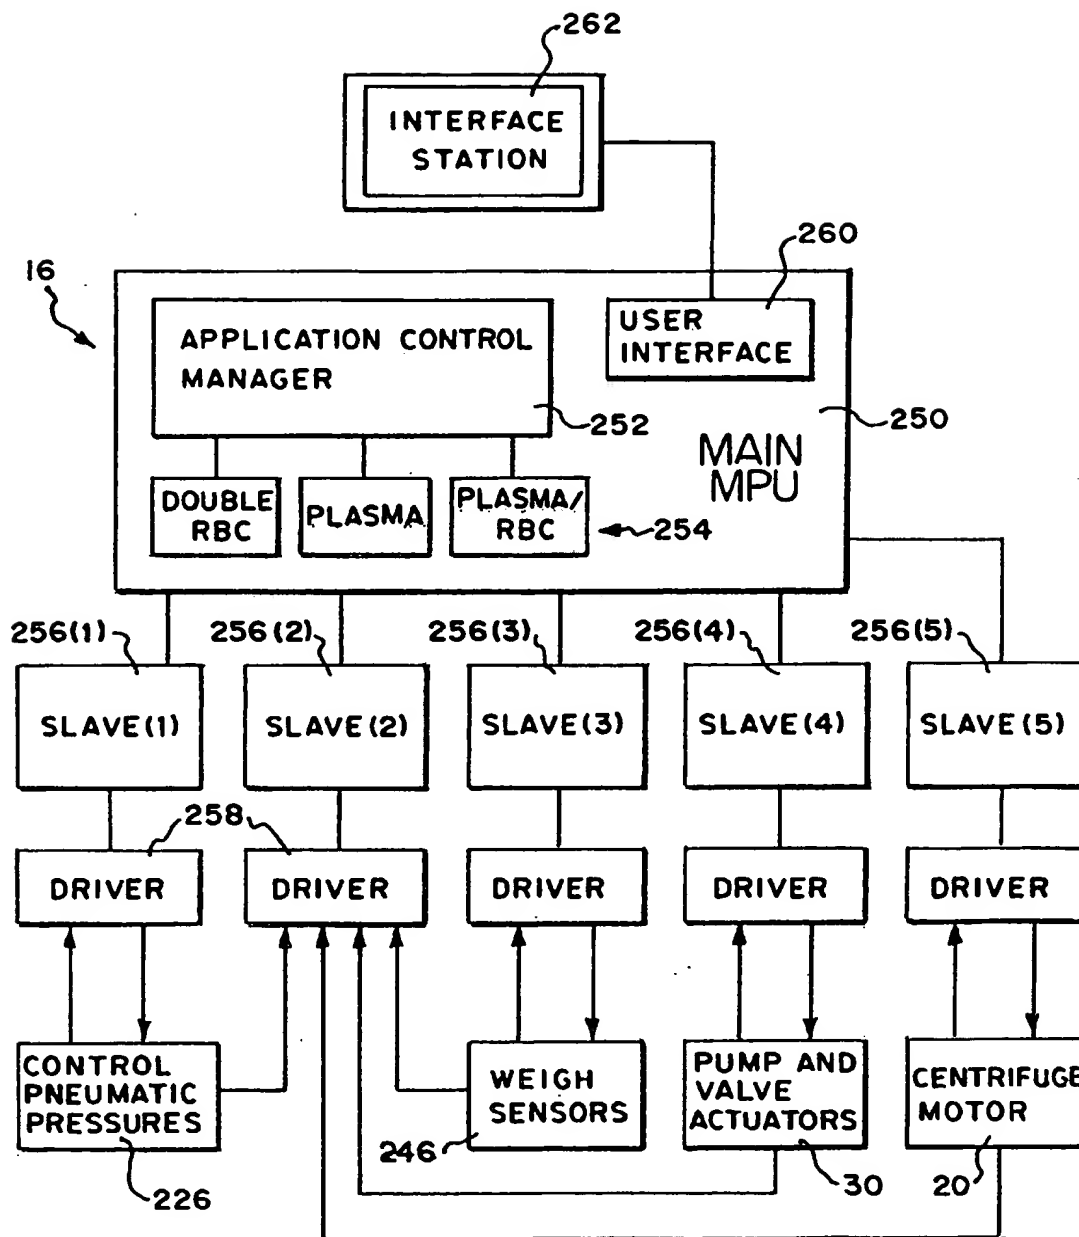 262
INTERFACE
STATION
260
16
APPLICATION CONTROL
MANAGER
USER
INTERFACE
252
250
MAIN
MPU
DOUBLE
RBC
PLASMA
PLASMA/
RBC
254
256(1)
256(2)
256(3)
256(4)
256(5)
SLAVE(1)
SLAVE(2)
SLAVE(3)
SLAVE(4)
SLAVE(5)
258
DRIVER
DRIVER
DRIVER
DRIVER
DRIVER
CONTROL
PNEUMATIC
PRESSURES
WEIGH
SENSORS
PUMP AND
VALVE
ACTUATORS
CENTRIFUGE
MOTOR
226
246
30
20